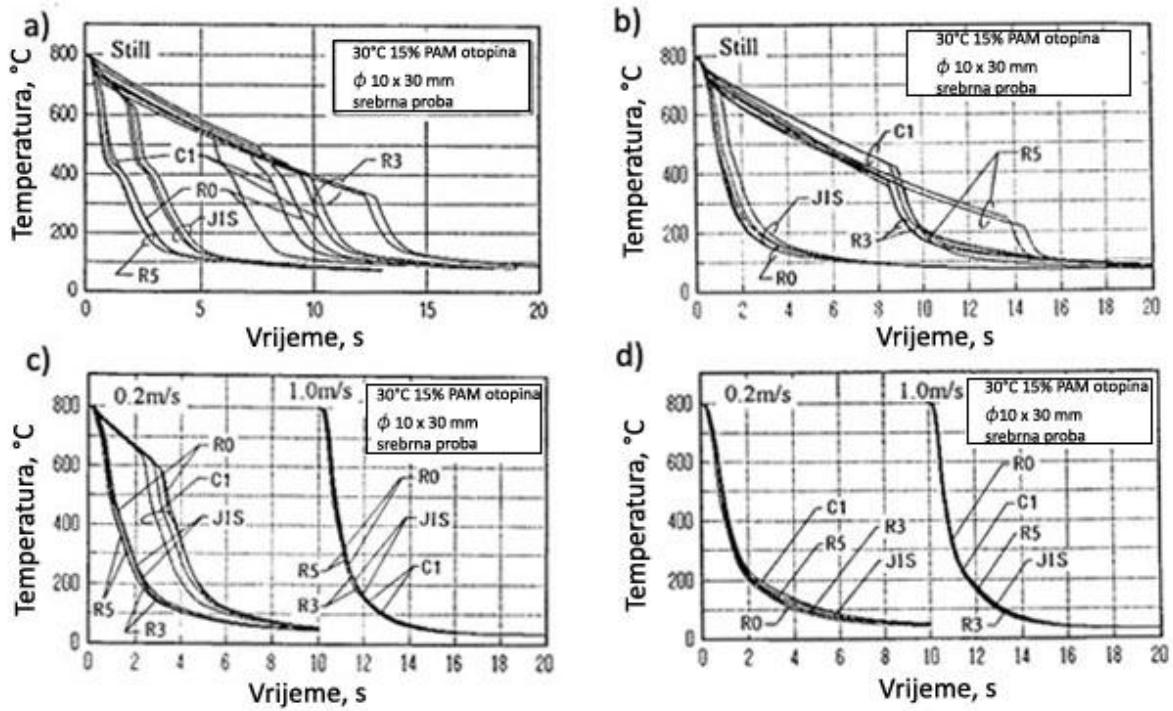 a)
Temperatura, °C
800
600
400
200
0
Still
30°C 15% PAM otopina
ϕ 10 x 30 mm
srebrna proba
C1
R3
R0
JIS
R5
0 5 10 15 20
Vrijeme, s
b)
Temperatura, °C
800
600
400
200
0
Still
30°C 15% PAM otopina
ϕ 10 x 30 mm
srebrna proba
C1
R5
JIS
R3
R0
0 2 4 6 8 10 12 14 16 18 20
Vrijeme, s
c)
Temperatura, °C
800
600
400
200
0
0.2m/s
1.0m/s
30°C 15% PAM otopina
ϕ 10 x 30 mm
srebrna proba
R0
C1
JIS
R5
R3
R0
JIS
R5
C1
R3
0 2 4 6 8 10 12 14 16 18 20
Vrijeme, s
d)
Temperatura, °C
800
600
400
200
0
0.2m/s
1.0m/s
30°C 15% PAM otopina
ϕ10 x 30 mm
srebrna proba
C1
R3
R5
JIS
R0
R0
C1
R5
JIS
R3
0 2 4 6 8 10 12 14 16 18 20
Vrijeme, s